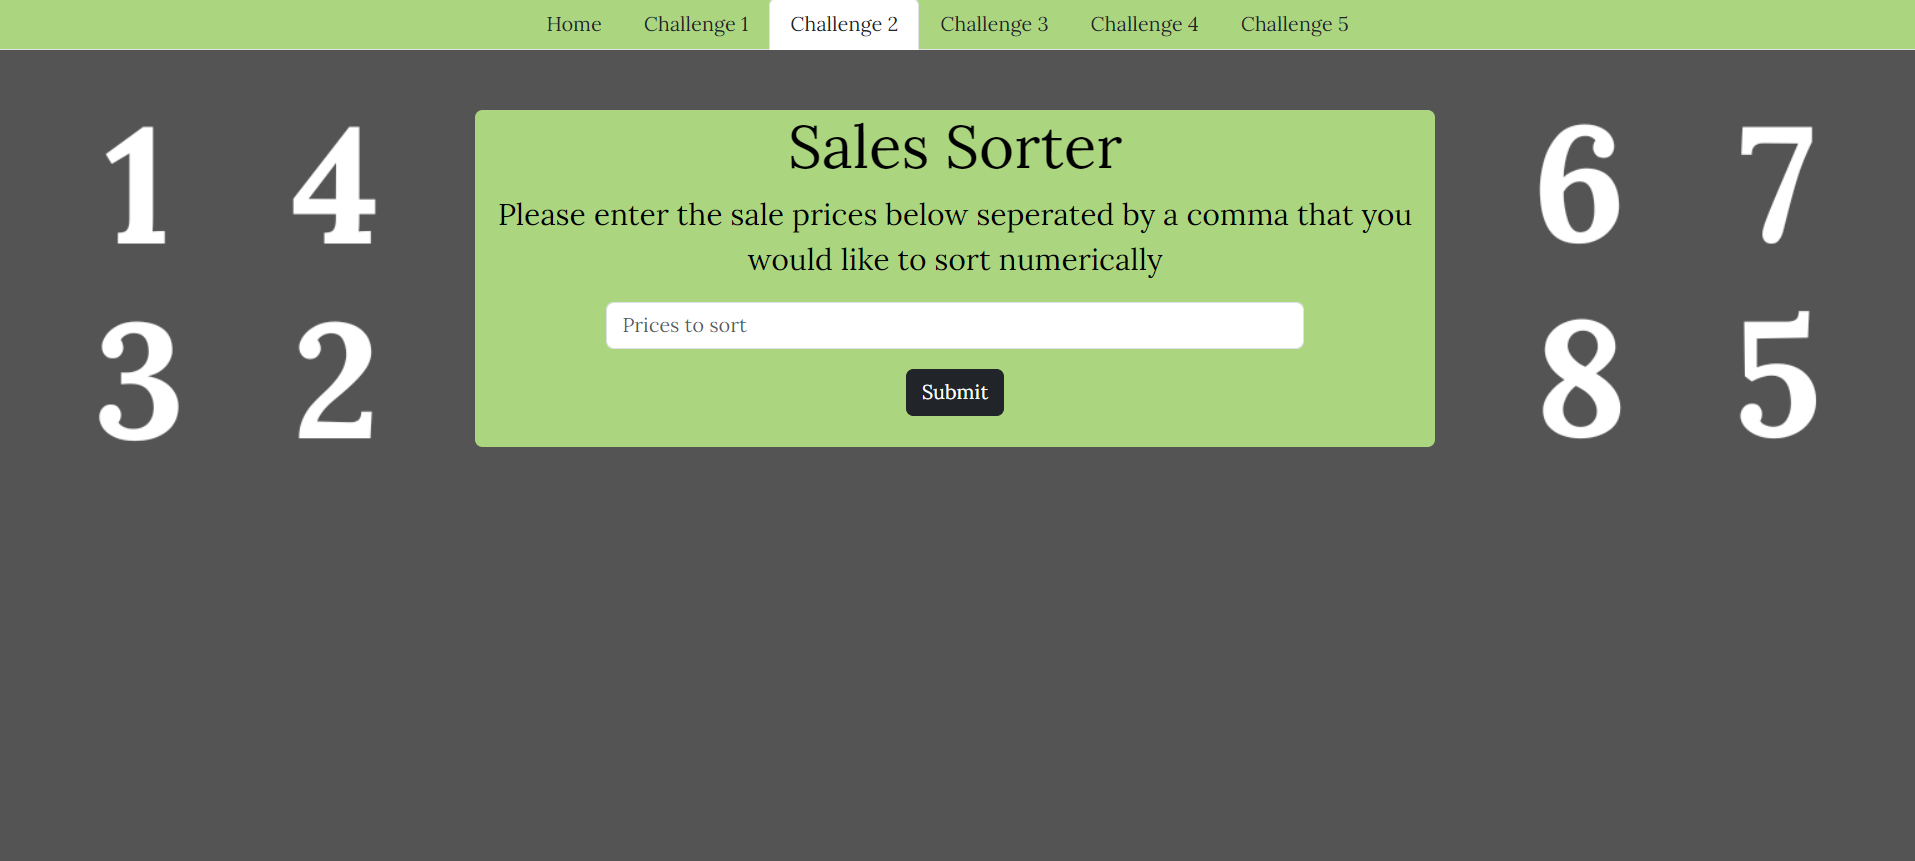 Home Challenge 1 Challenge 2 Challenge 3 Challenge 4 Challenge 5
1 4
3 2
Sales Sorter
Please enter the sale prices below seperated by a comma that you
would like to sort numerically
Prices to sort
Submit
6 7
8 5